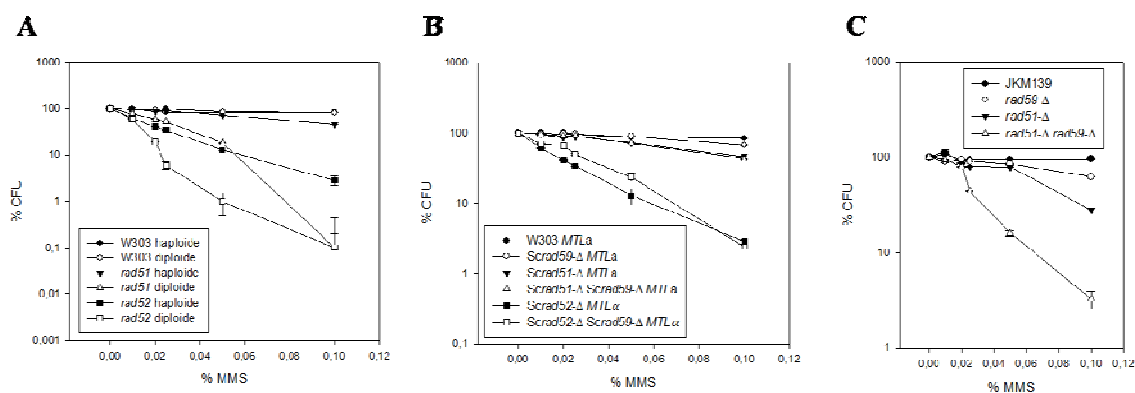 A
1000
100
10
1
0,1
0,01
0,001
% CFU
W303 haploide
W303 diploide
rad51 haploide
rad51 diploide
rad52 haploide
rad52 diploide
0,00 0,02 0,04 0,06 0,08 0,10 0,12
% MMS
B
1000
100
10
1
0,1
% CFU
W303 MTLa
Scrad59-Δ MTLa
Scrad51-Δ MTLa
Scrad51-Δ Scrad59-Δ MTLa
Scrad52-Δ MTLα
Scrad52-Δ Scrad59-Δ MTLα
0,00 0,02 0,04 0,06 0,08 0,10 0,12
% MMS
C
1000
100
10
1
% CFU
JKM139
rad59-Δ
rad51-Δ
rad51-Δ rad59-Δ
0,00 0,02 0,04 0,06 0,08 0,10 0,12
% MMS